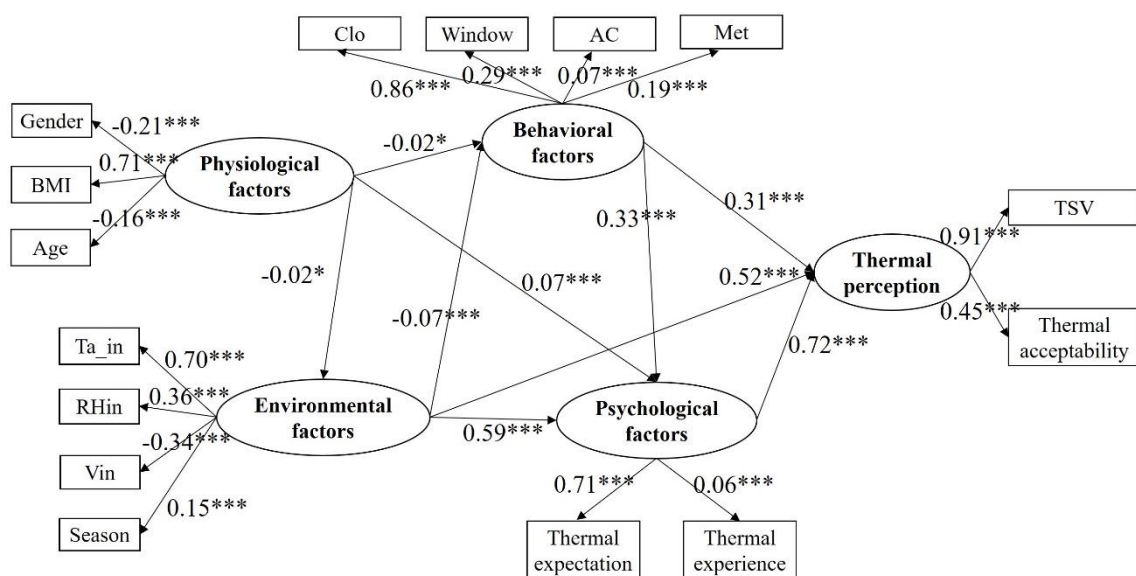 Clo
Window
AC
Met
0.86***
0.29***
0.07***
0.19***
Gender
BMI
Age
-0.21***
0.71***
-0.16***
Physiological
factors
-0.02*
Behavioral
factors
-0.02*
0.07***
-0.07***
0.33***
0.31***
0.52***
0.72***
Thermal
perception
0.91***
0.45***
TSV
Thermal
acceptability
Ta_in
RHin
Vin
Season
0.70***
0.36***
-0.34***
0.15***
Environmental
factors
0.59***
Psychological
factors
0.71***
0.06***
Thermal
expectation
Thermal
experience